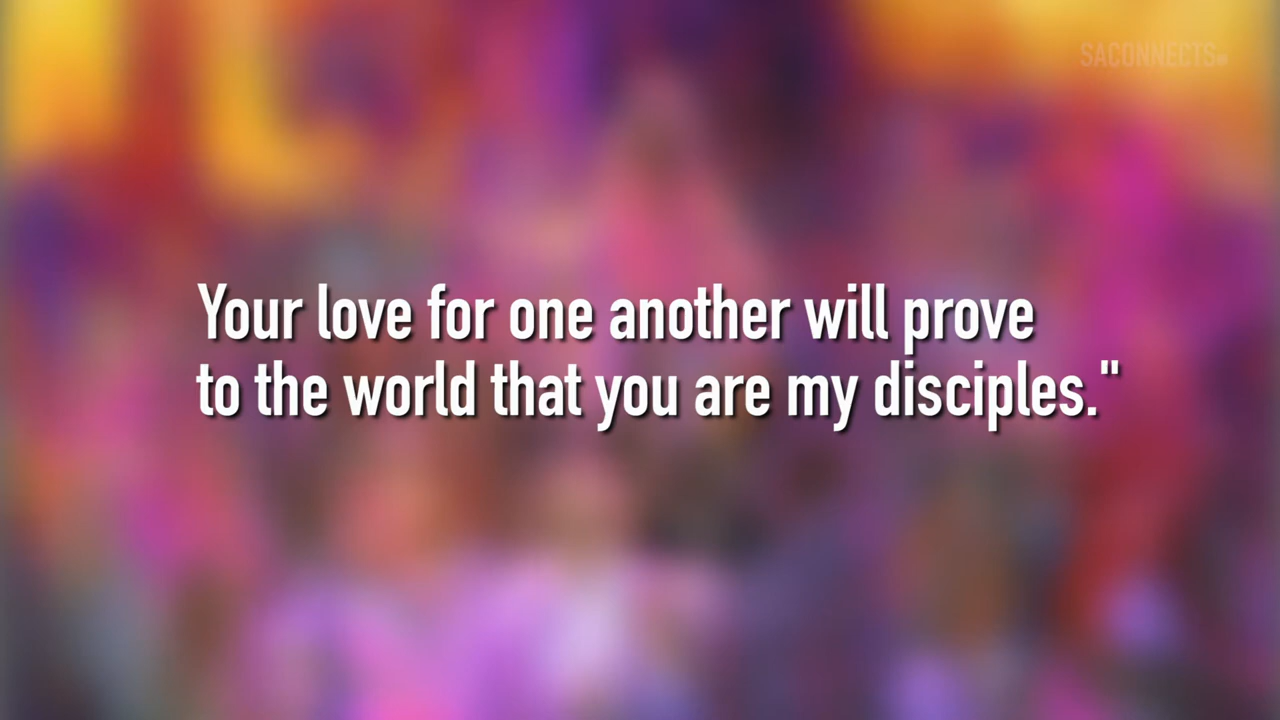 SACONNECTS
Your love for one another will prove
to the world that you are my disciples."